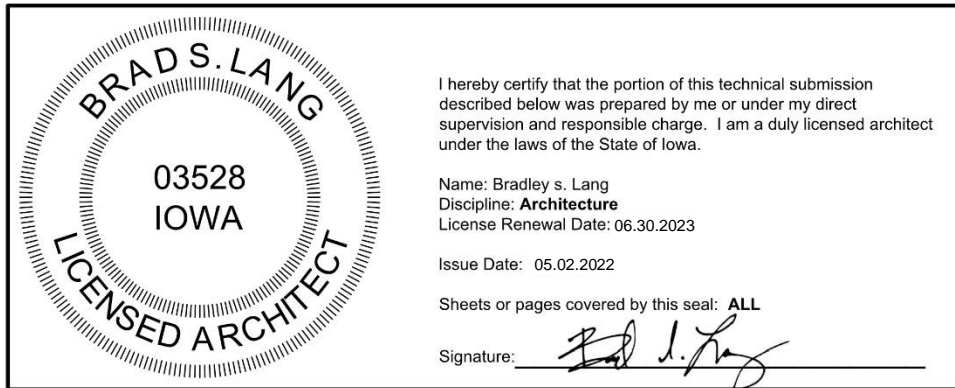 BRAD S. LANG
03528
IOWA
LICENSED ARCHITECT
I hereby certify that the portion of this technical submission
described below was prepared by me or under my direct
supervision and responsible charge. I am a duly licensed architect
under the laws of the State of Iowa.
Name: Bradley s. Lang
Discipline: Architecture
License Renewal Date: 06.30.2023
Issue Date: 05.02.2022
Sheets or pages covered by this seal: ALL
Signature: Brad S. Lang